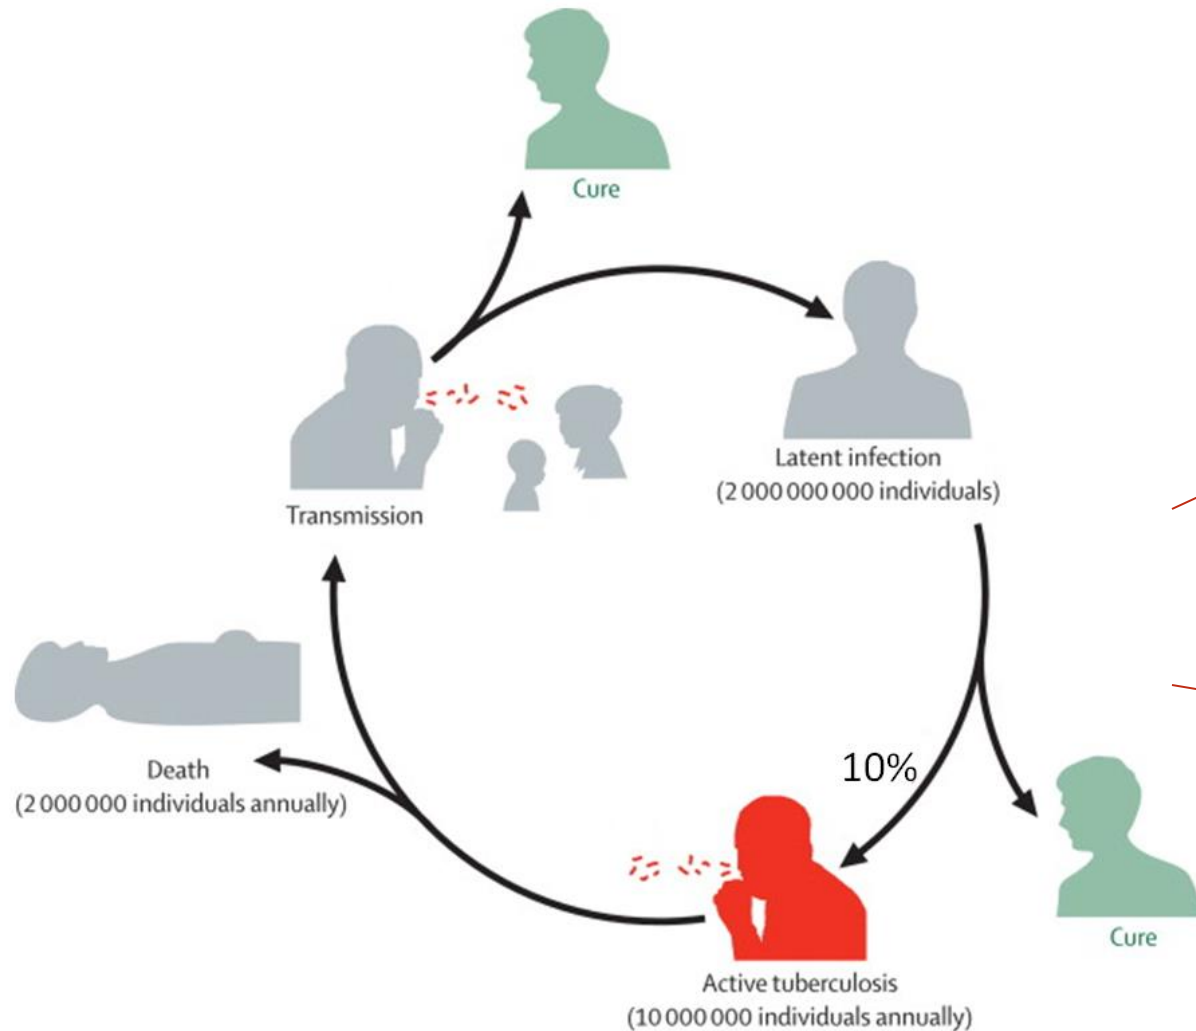 Cure
Latent infection
(2 000 000 000 individuals)
Transmission
Death
(2 000 000 individuals annually)
10%
Cure
Active tuberculosis
(10 000 000 individuals annually)